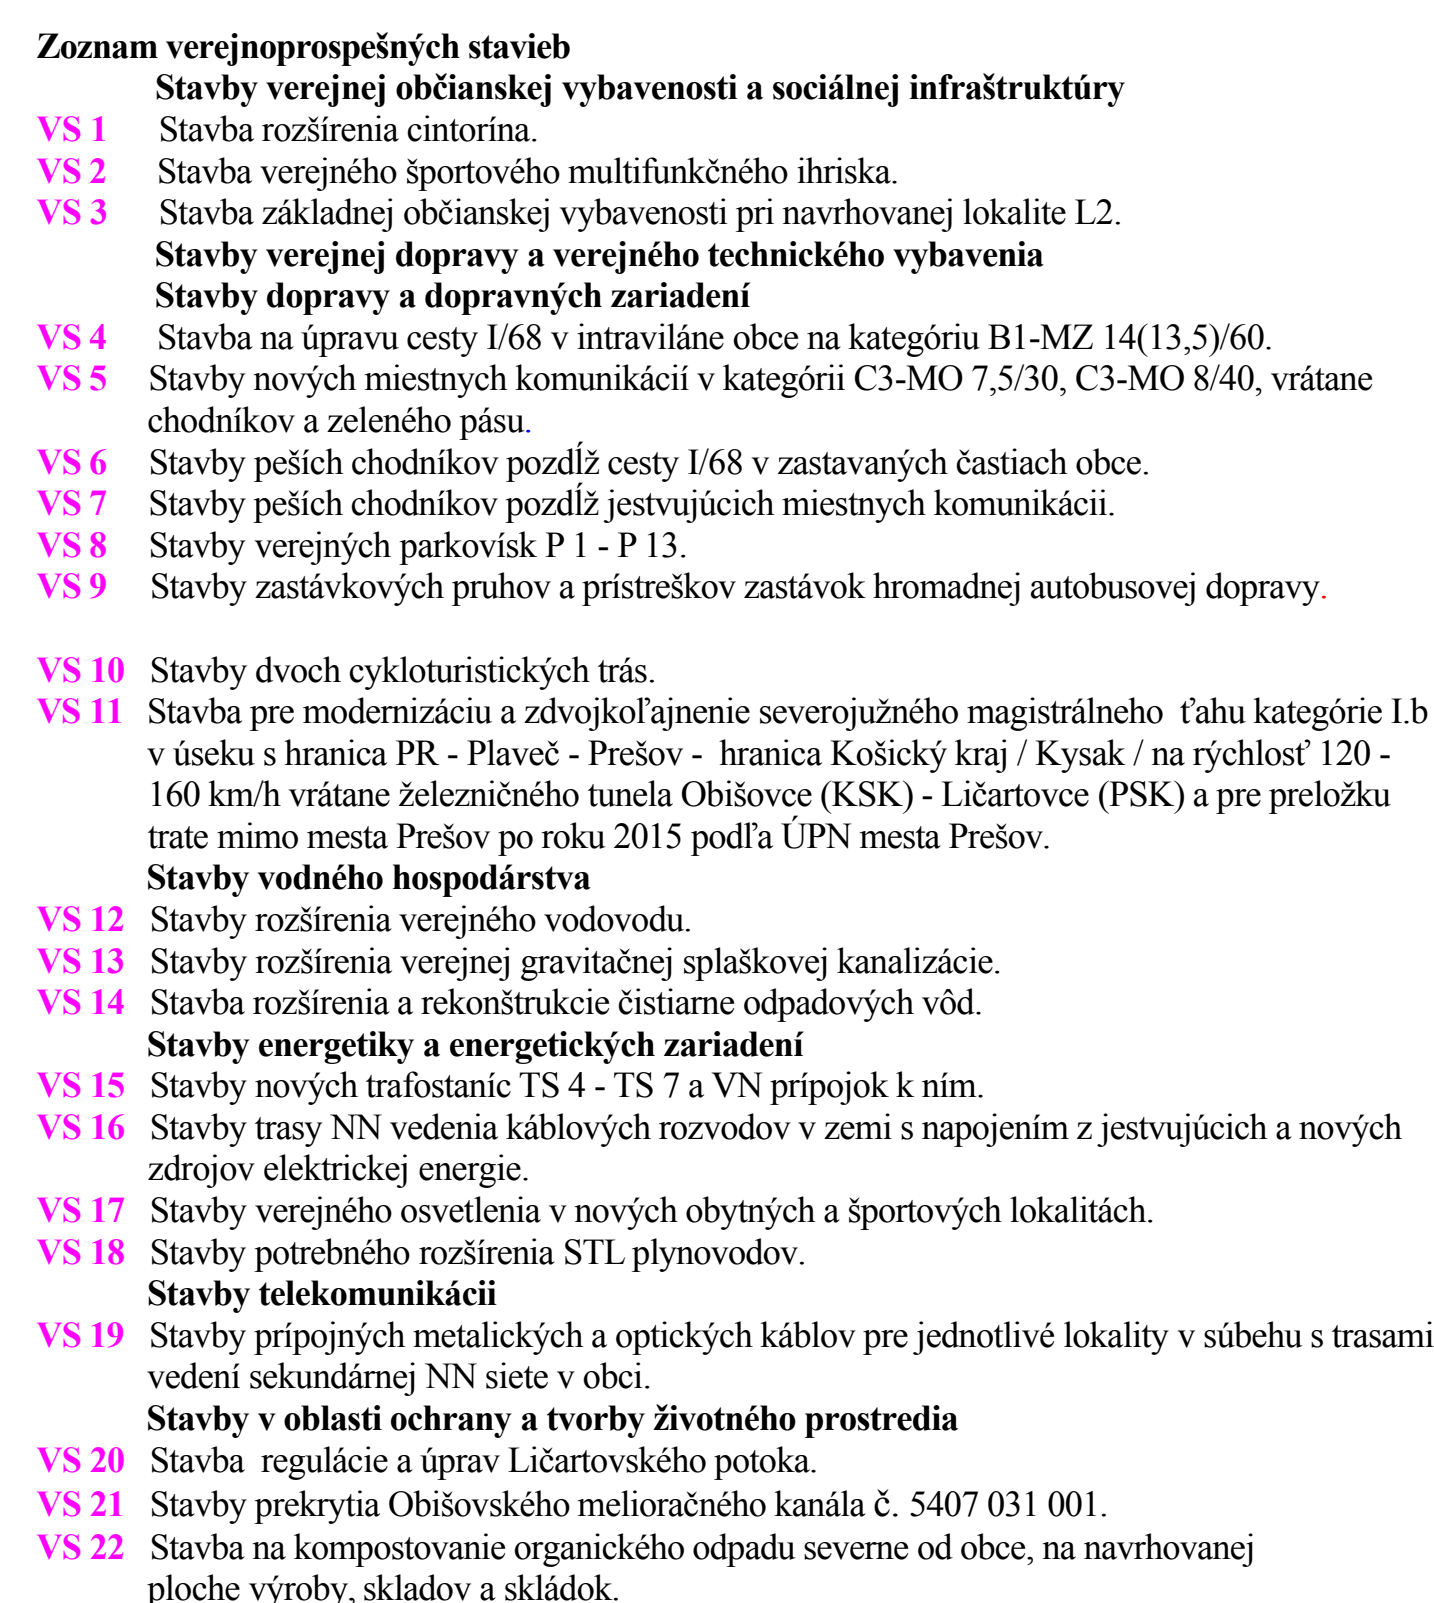 Zoznam verejnoprospešných stavieb
Stavby verejnej občianskej vybavenosti a sociálnej infraštruktúry
VS 1 Stavba rozšírenia cintorína.
VS 2 Stavba verejného športového multifunkčného ihriska.
VS 3 Stavba základnej občianskej vybavenosti pri navrhovanej lokalite L2.
Stavby verejnej dopravy a verejného technického vybavenia
Stavby dopravy a dopravných zariadení
VS 4 Stavba na úpravu cesty I/68 v intraviláne obce na kategóriu B1-MZ 14(13,5)/60.
VS 5 Stavby nových miestnych komunikácií v kategórii C3-MO 7,5/30, C3-MO 8/40, vrátane
chodníkov a zeleného pásu.
VS 6 Stavby peších chodníkov pozdĺž cesty I/68 v zastavaných častiach obce.
VS 7 Stavby peších chodníkov pozdĺž jestvujúcich miestnych komunikácii.
VS 8 Stavby verejných parkovísk P 1 - P 13.
VS 9 Stavby zastávkových pruhov a prístreškov zastávok hromadnej autobusovej dopravy.
VS 10 Stavby dvoch cykloturistických trás.
VS 11 Stavba pre modernizáciu a zdvojkoľajnenie severojužného magistrálneho ťahu kategórie I.b
v úseku s hranica PR - Plaveč - Prešov - hranica Košický kraj / Kysak / na rýchlosť 120 -
160 km/h vrátane železničného tunela Obišovce (KSK) - Ličartovce (PSK) a pre preložku
trate mimo mesta Prešov po roku 2015 podľa ÚPN mesta Prešov.
Stavby vodného hospodárstva
VS 12 Stavby rozšírenia verejného vodovodu.
VS 13 Stavby rozšírenia verejnej gravitačnej splaškovej kanalizácie.
VS 14 Stavba rozšírenia a rekonštrukcie čistiarne odpadových vôd.
Stavby energetiky a energetických zariadení
VS 15 Stavby nových trafostaníc TS 4 - TS 7 a VN prípojok k ním.
VS 16 Stavby trasy NN vedenia káblových rozvodov v zemi s napojením z jestvujúcich a nových
zdrojov elektrickej energie.
VS 17 Stavby verejného osvetlenia v nových obytných a športových lokalitách.
VS 18 Stavby potrebného rozšírenia STL plynovodov.
Stavby telekomunikácii
VS 19 Stavby prípojných metalických a optických káblov pre jednotlivé lokality v súbehu s trasami
vedení sekundárnej NN siete v obci.
Stavby v oblasti ochrany a tvorby životného prostredia
VS 20 Stavba regulácie a úprav Ličartovského potoka.
VS 21 Stavby prekrytia Obišovského melioračného kanála č. 5407 031 001.
VS 22 Stavba na kompostovanie organického odpadu severne od obce, na navrhovanej
ploche výroby, skladov a skládok.